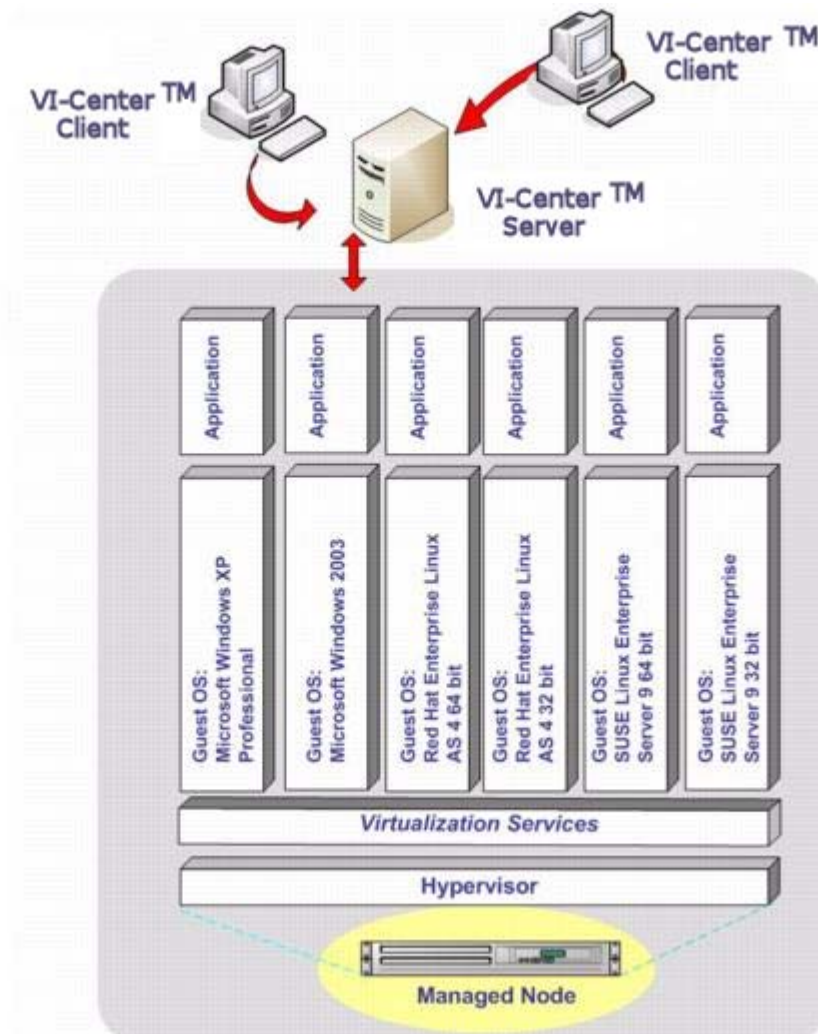 VI-Center TM
Client
VI-Center TM
Client
VI-Center TM
Server
Application
Application
Application
Application
Application
Application
Guest OS:
Microsoft Windows XP
Professional
Guest OS:
Microsoft Windows 2003
Guest OS:
Red Hat Enterprise Linux
AS 4 64 bit
Guest OS:
Red Hat Enterprise Linux
AS 4 32 bit
Guest OS:
SUSE Linux Enterprise
Server 9 64 bit
Guest OS:
SUSE Linux Enterprise
Server 9 32 bit
Virtualization Services
Hypervisor
Managed Node